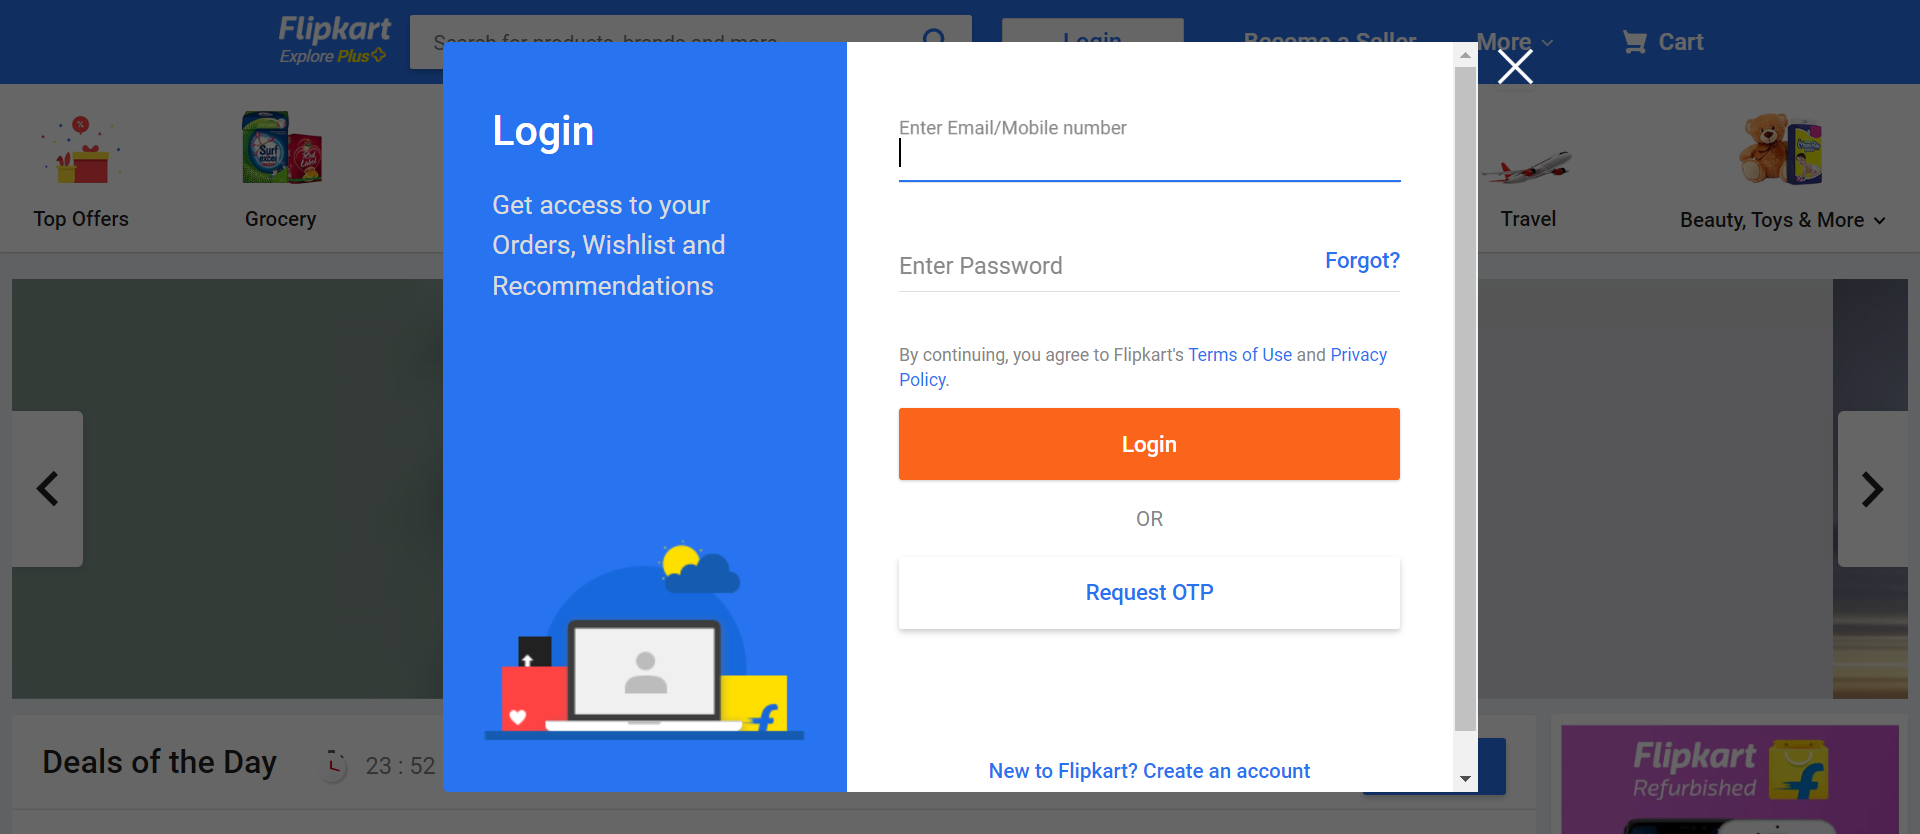 Flipkart
Explore Plus
Search for products, brands and more
Login
Become a Seller
More
Cart
Top Offers
Grocery
Travel
Beauty, Toys & More
Login
Get access to your
Orders, Wishlist and
Recommendations
Enter Email/Mobile number
Enter Password
Forgot?
By continuing, you agree to Flipkart's Terms of Use and Privacy
Policy.
Login
OR
Request OTP
New to Flipkart? Create an account
Deals of the Day
23 : 52
Flipkart
Refurbished
Surf
excel